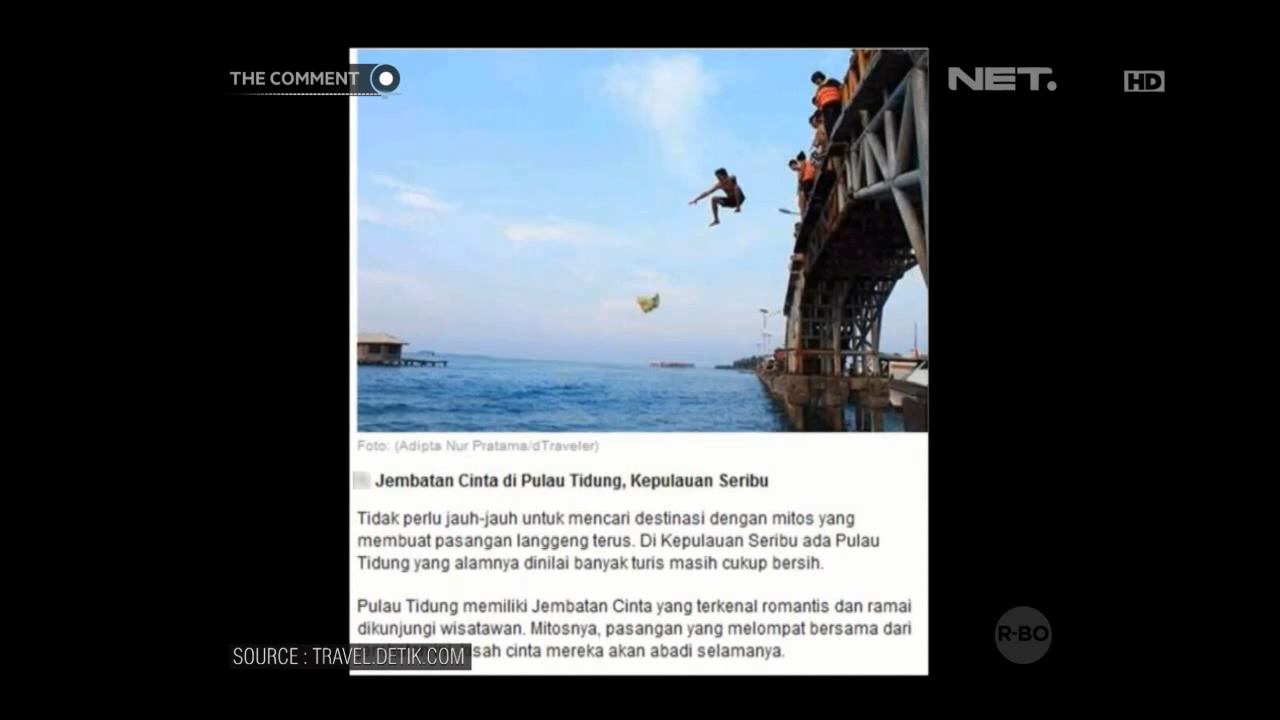 THE COMMENT
NET.
HD
Foto: (Adipta Nur Pratama/dTraveler)
Jembatan Cinta di Pulau Tidung, Kepulauan Seribu
Tidak perlu jauh-jauh untuk mencari destinasi dengan mitos yang
membuat pasangan langgeng terus. Di Kepulauan Seribu ada Pulau
Tidung yang alamnya dinilai banyak turis masih cukup bersih.
Pulau Tidung memiliki Jembatan Cinta yang terkenal romantis dan ramai
dikunjungi wisatawan. Mitosnya, pasangan yang melompat bersama dari
cinta mereka akan abadi selamanya.
SOURCE : TRAVEL.DETIK.COM
R-BO